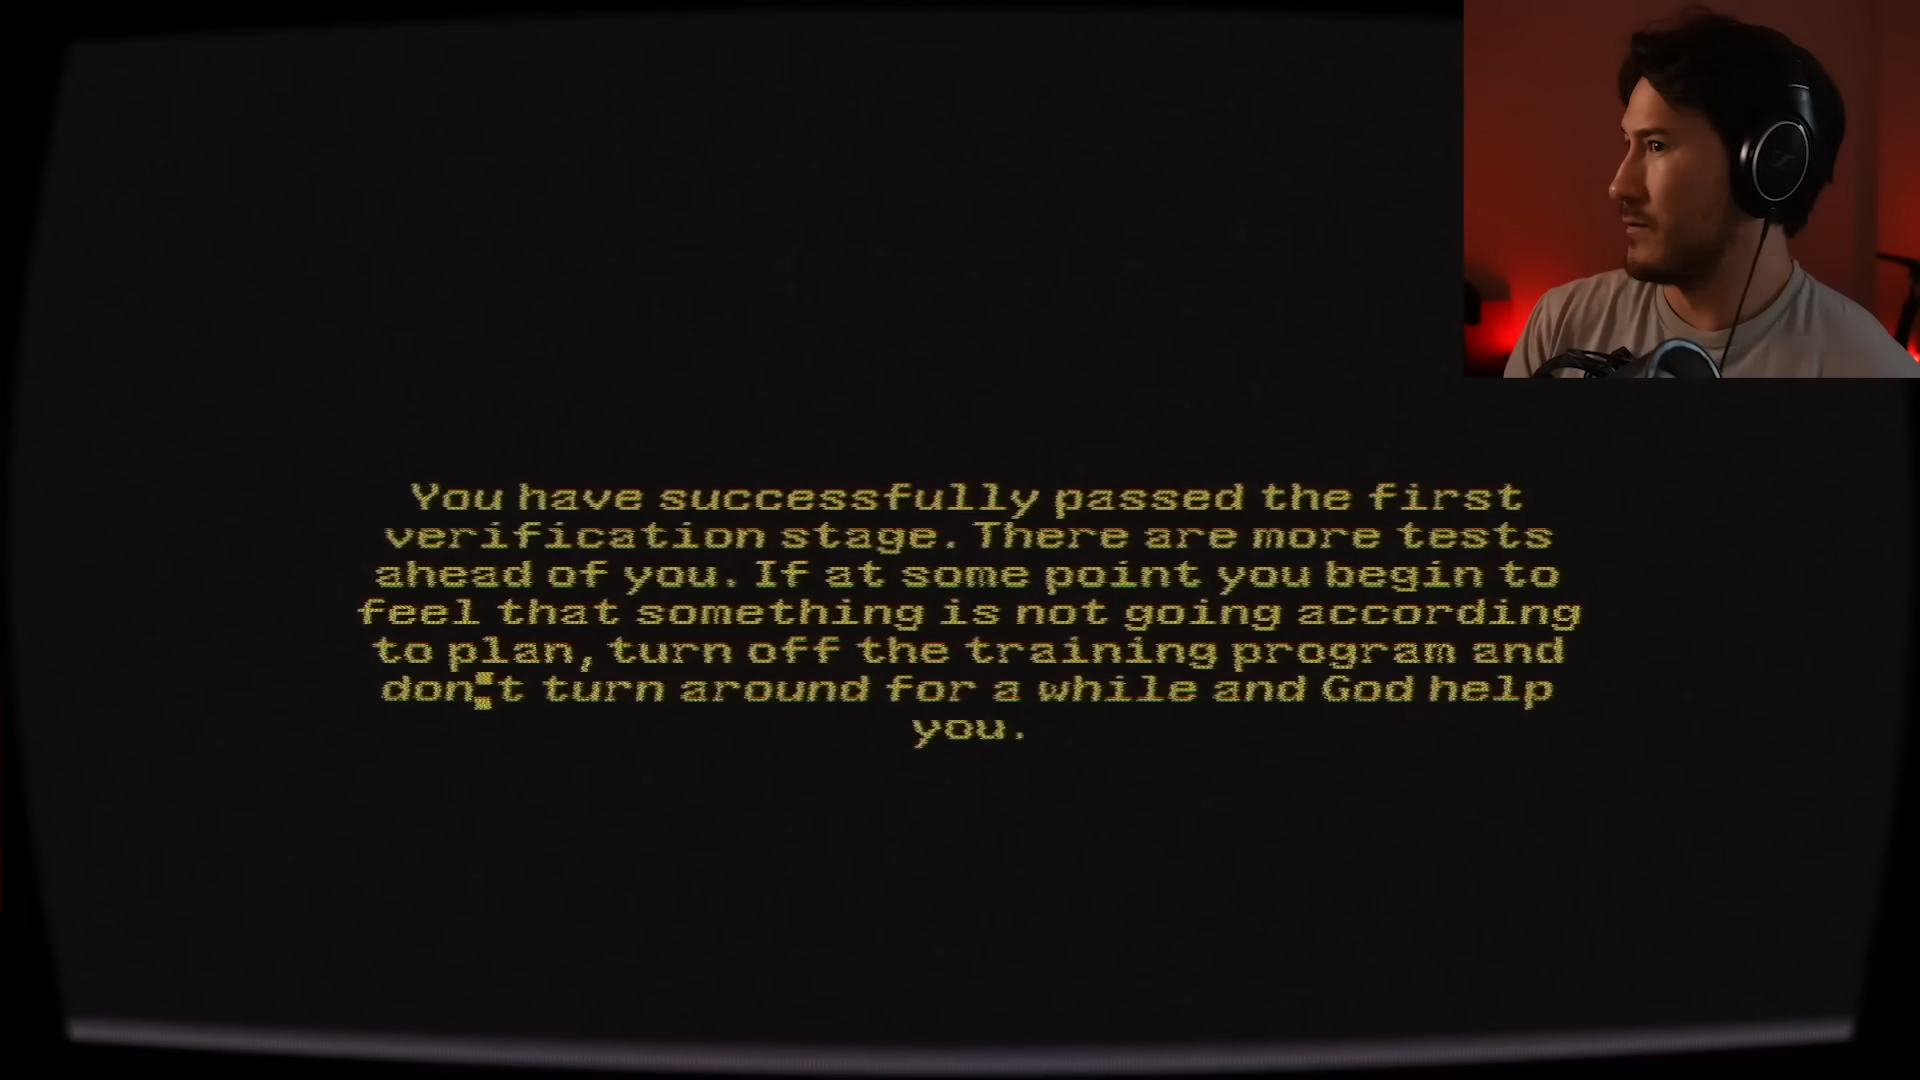 You have successfully passed the first
verification stage. There are more tests
ahead of you. If at some point you begin to
feel that something is not going according
to plan, turn off the training program and
don't turn around for a while and God help
you.